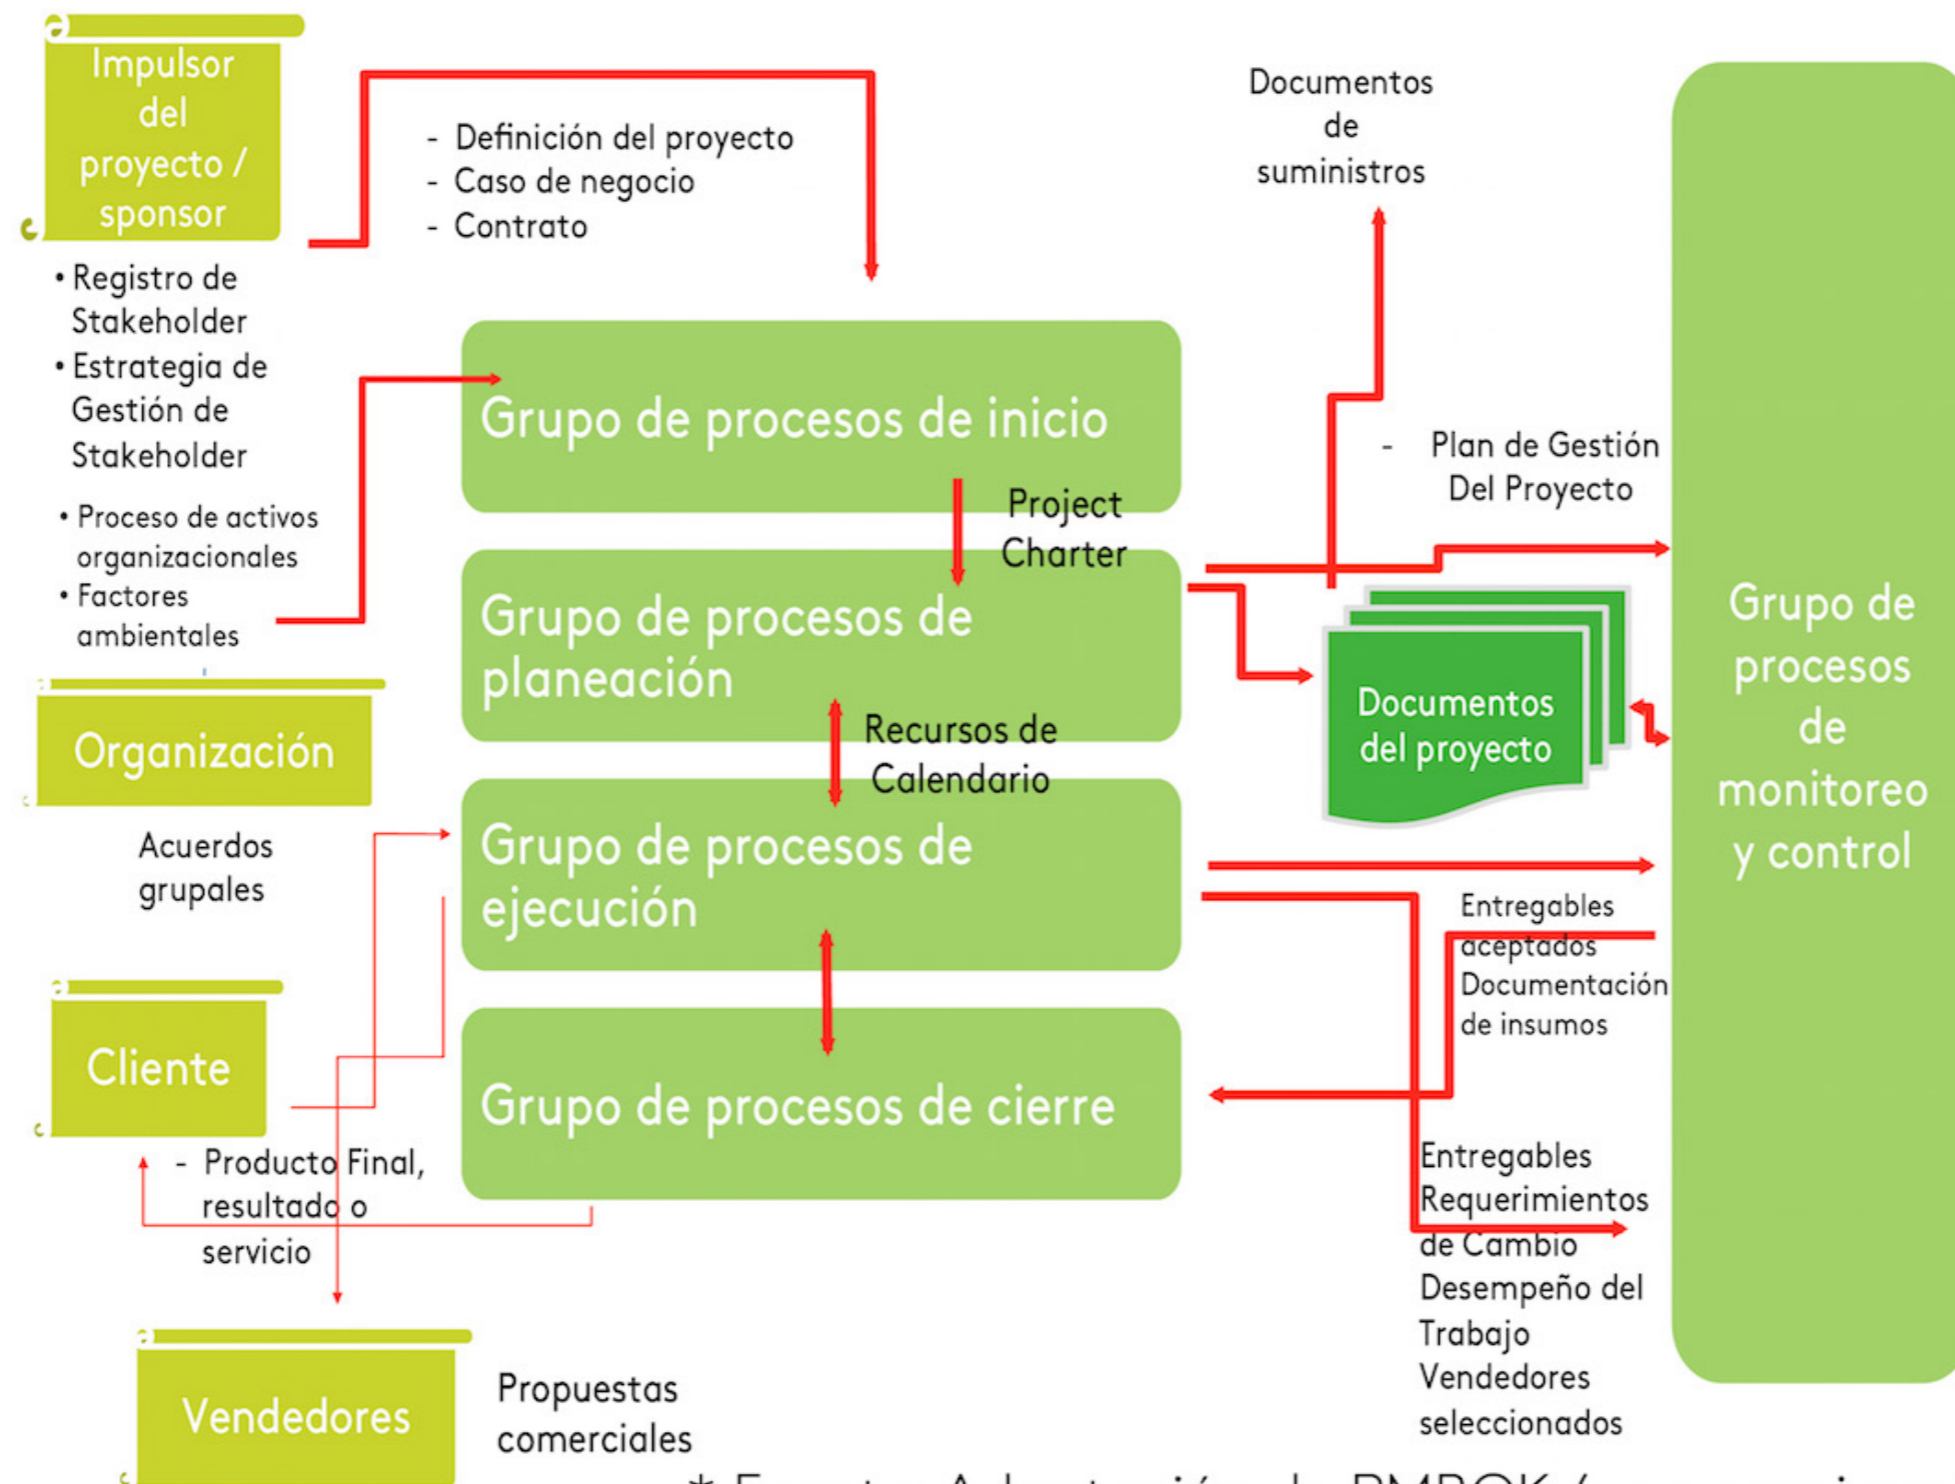 Impulsor
del
proyecto /
sponsor
- Definición del proyecto
- Caso de negocio
- Contrato
Documentos
de
suministros
• Registro de
Stakeholder
• Estrategia de
Gestión de
Stakeholder
• Proceso de activos
organizacionales
• Factores
ambientales
Grupo de procesos de inicio
Project
Charter
- Plan de Gestión
Del Proyecto
Grupo de procesos de
planeación
Documentos
del proyecto
Grupo de
procesos
de
monitoreo
y control
Organización
Recursos de
Calendario
Acuerdos
grupales
Grupo de procesos de
ejecución
Entregables
aceptados
Documentación
de insumos
Cliente
Grupo de procesos de cierre
- Producto Final,
resultado o
servicio
Entregables
Requerimientos
de Cambio
Desempeño del
Trabajo
Vendedores
seleccionados
Vendedores
Propuestas
comerciales